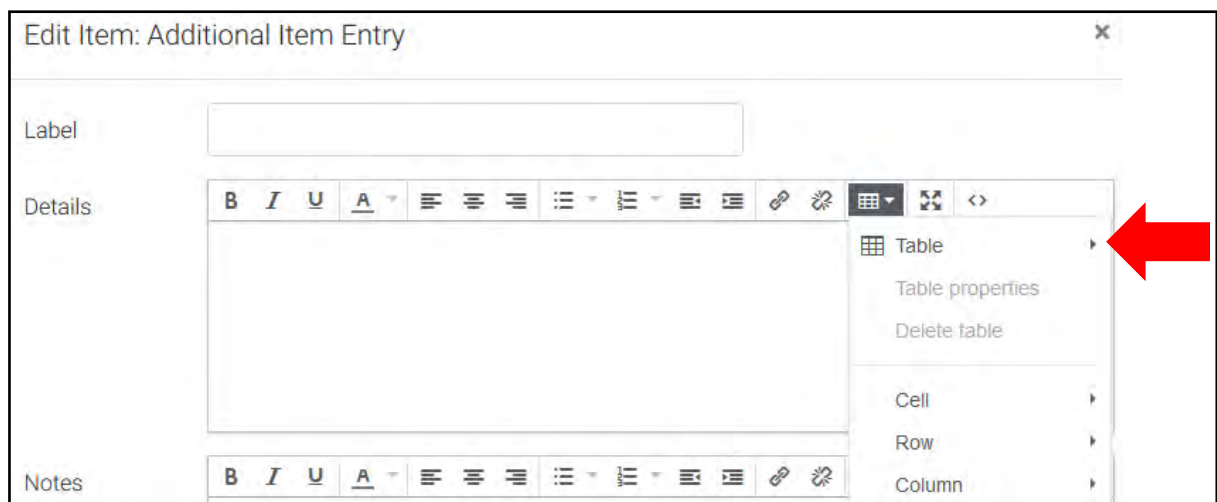 Edit Item: Additional Item Entry ×
Label
Details B I U A <>
Table
Table properties
Delete table
Cell
Row
Notes B I U A
Column